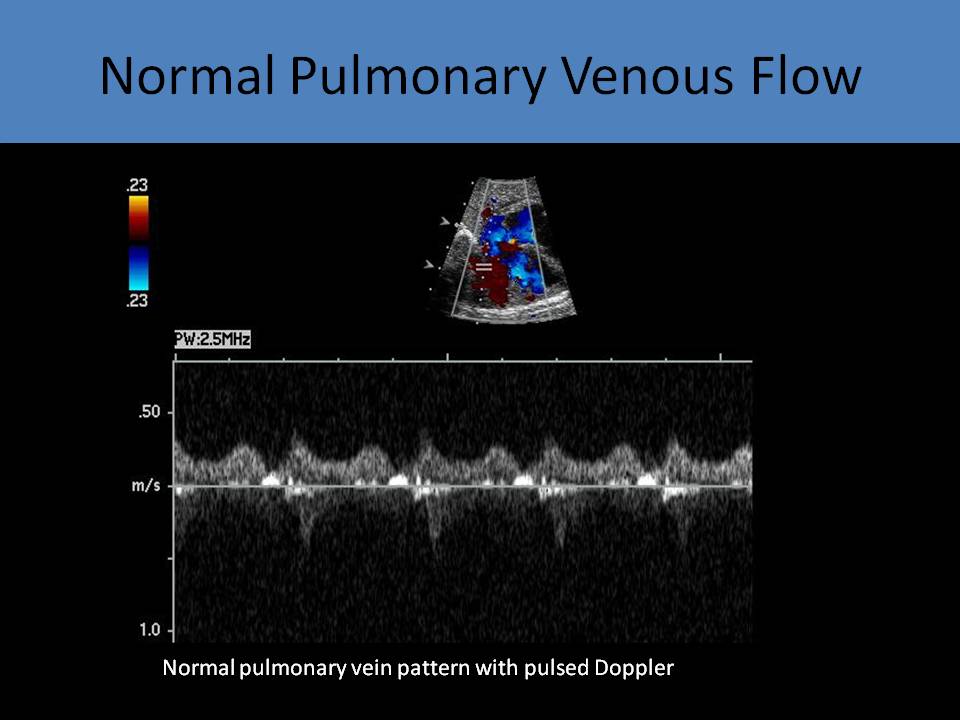 Normal Pulmonary Venous Flow
.23
.23
PW:2.5MHz
.50
m/s
1.0
Normal pulmonary vein pattern with pulsed Doppler